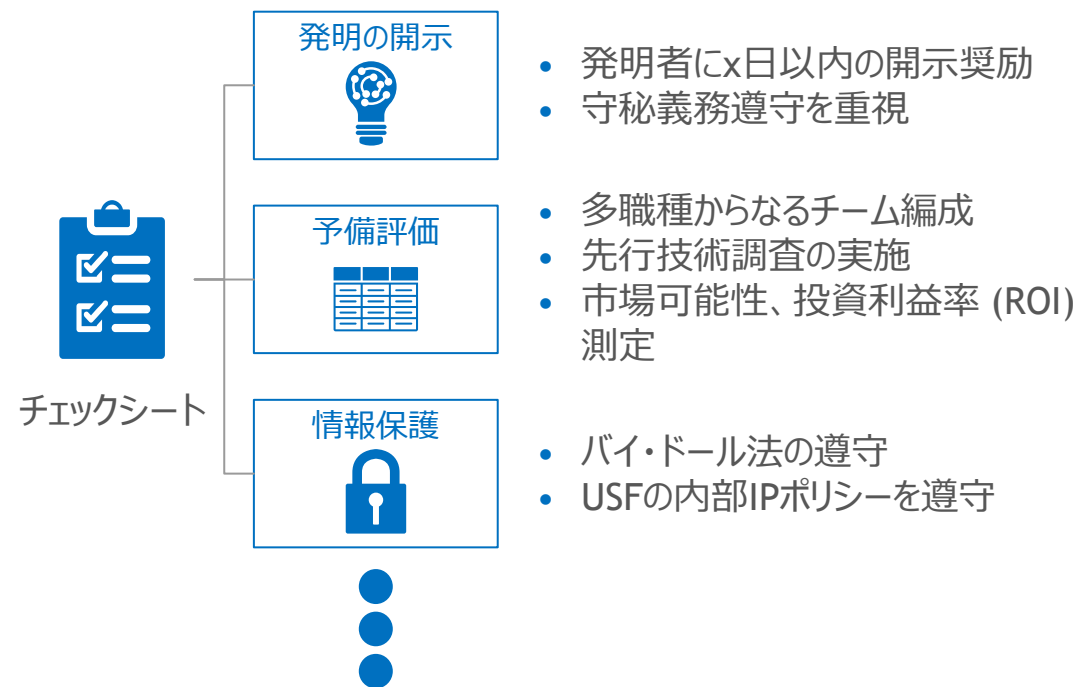 発明の開示
• 発明者にx日以内の開示奨励
• 守秘義務遵守を重視
予備評価
• 多職種からなるチーム編成
• 先行技術調査の実施
• 市場可能性、投資利益率 (ROI)
測定
チェックシート
情報保護
• バイ・ドール法の遵守
• USFの内部IPポリシーを遵守